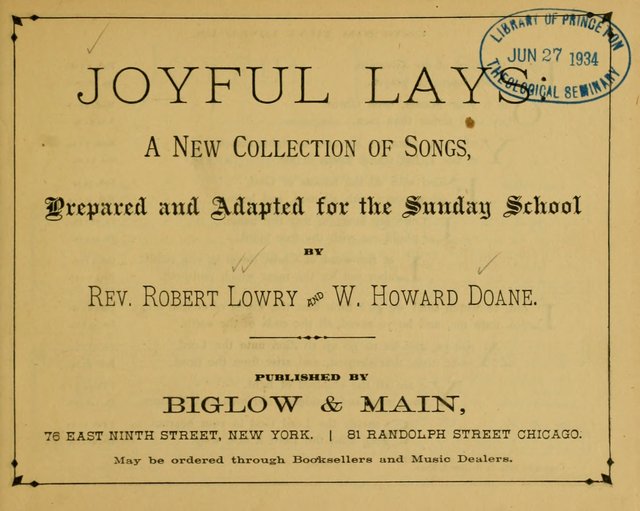 LIBRARY OF PRINCETON
JUN 27 1934
THEOLOGICAL SEMINARY
JOYFUL LAYS:
A NEW COLLECTION OF SONGS,
Prepared and Adapted for the Sunday School
BY
REV. ROBERT LOWRY AND W. HOWARD DOANE.
PUBLISHED BY
BIGLOW & MAIN,
76 EAST NINTH STREET, NEW YORK. | 81 RANDOLPH STREET CHICAGO.
May be ordered through Booksellers and Music Dealers.